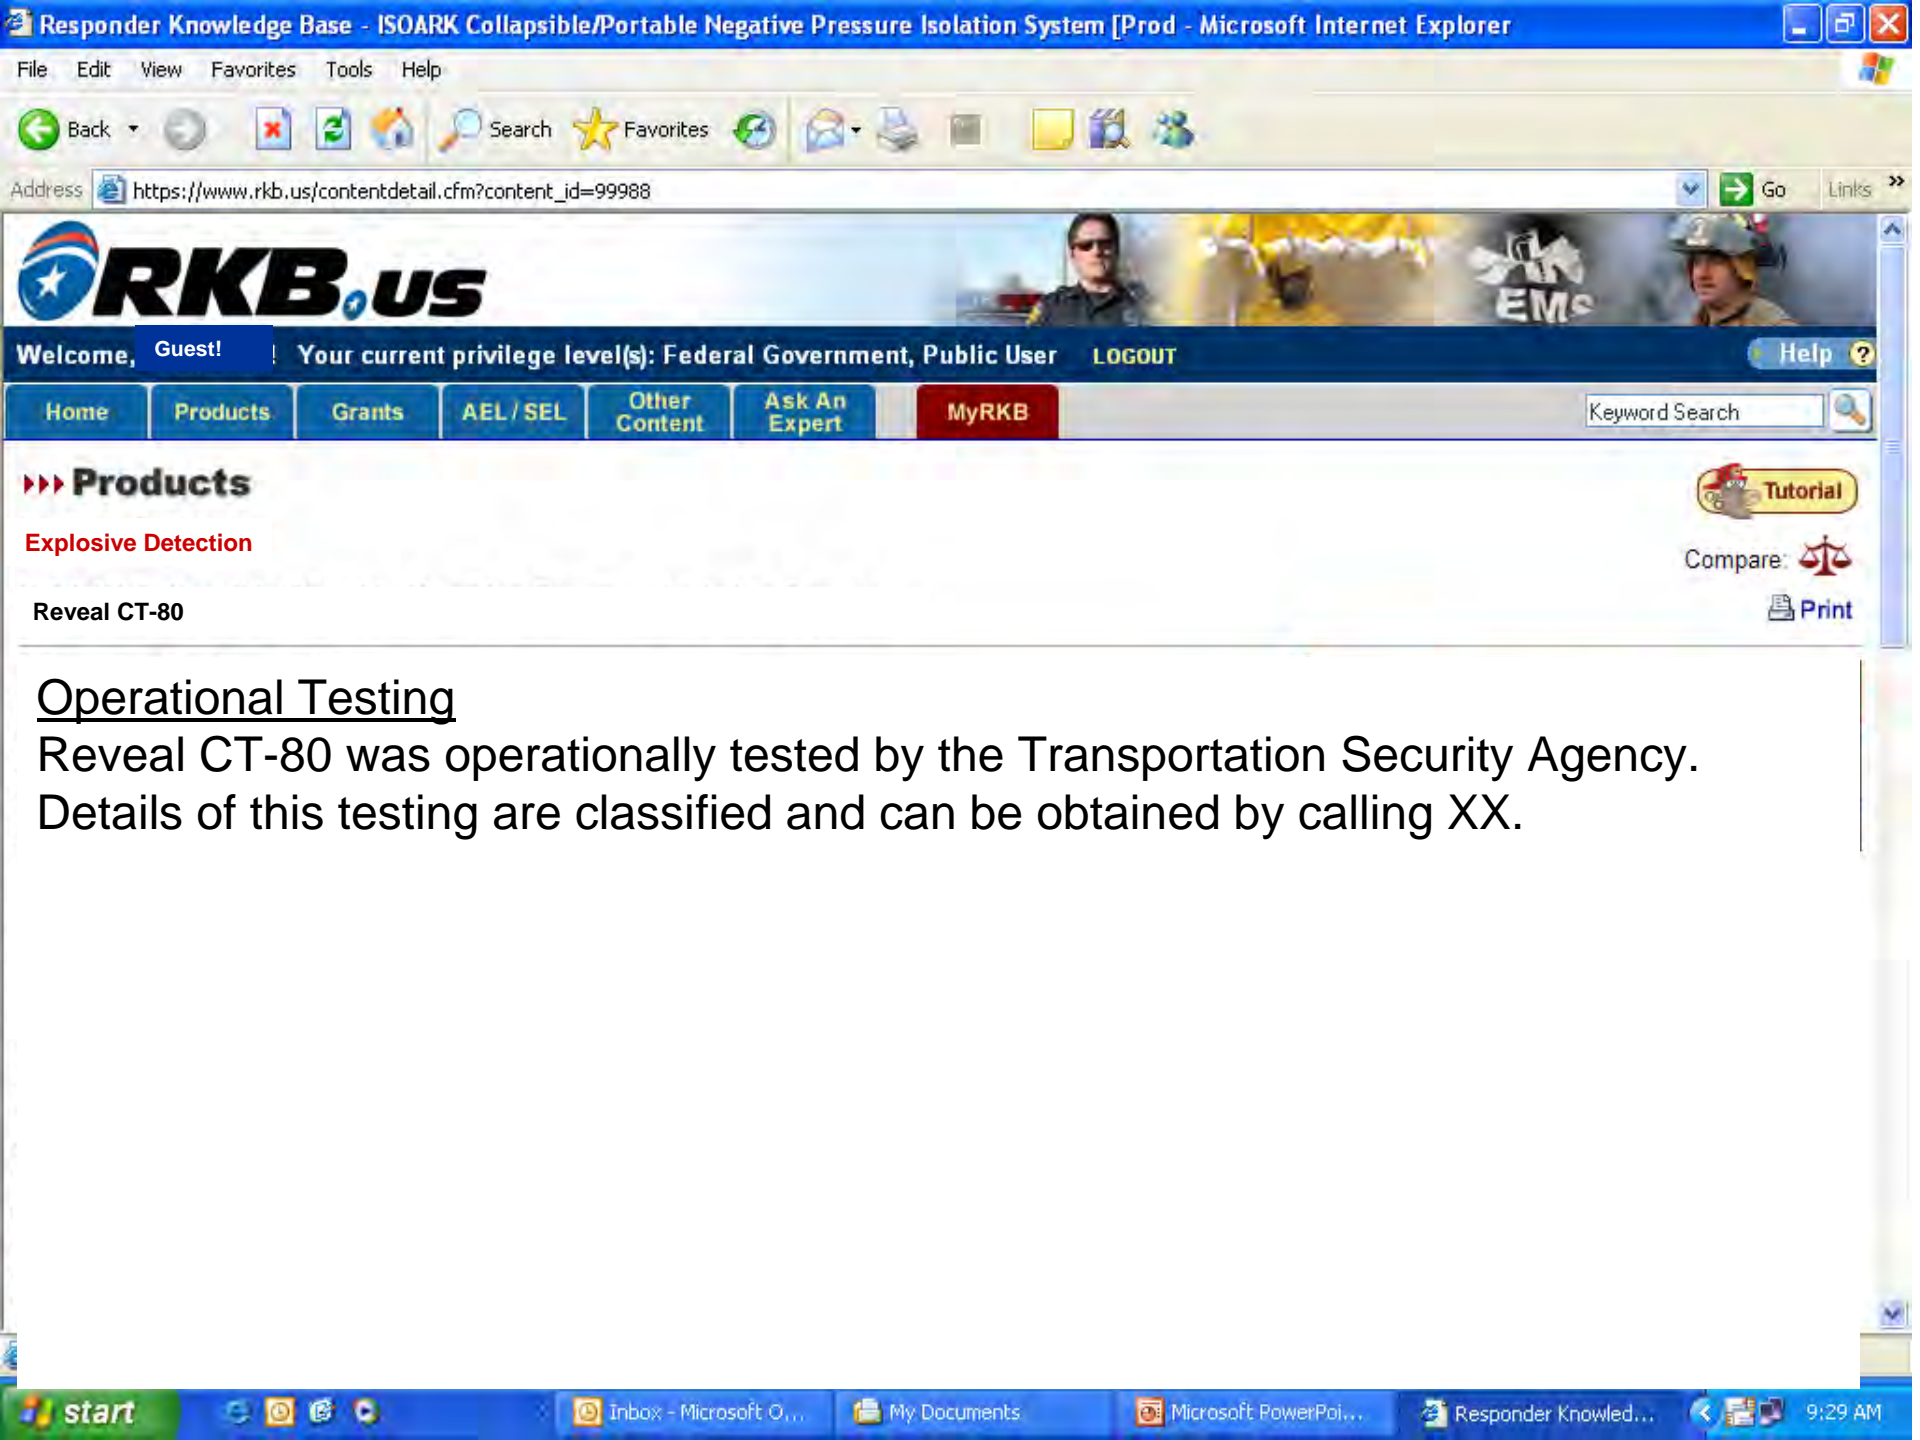 Responder Knowledge Base - ISOARK Collapsible/Portable Negative Pressure Isolation System [Prod - Microsoft Internet Explorer
File Edit View Favorites Tools Help
Back Search Favorites
Address https://www.rkb.us/contentdetail.cfm?content_id=99988 Go Links »
RKB.us
EMS
Welcome, Guest! ! Your current privilege level(s): Federal Government, Public User LOGOUT Help ?
Home Products Grants AEL / SEL Other Content Ask An Expert MyRKB Keyword Search
Products
Tutorial
Explosive Detection
Compare:
Reveal CT-80
Print
Operational Testing
Reveal CT-80 was operationally tested by the Transportation Security Agency.
Details of this testing are classified and can be obtained by calling XX.
start Inbox - Microsoft O... My Documents Microsoft PowerPoi... Responder Knowled... 9:29 AM